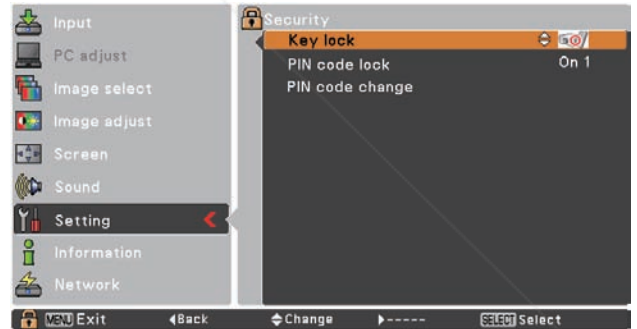 Input
PC adjust
Image select
Image adjust
Screen
Sound
Setting
Information
Network
Security
Key lock
PIN code lock On 1
PIN code change
MENU Exit Back Change ----- SELECT Select